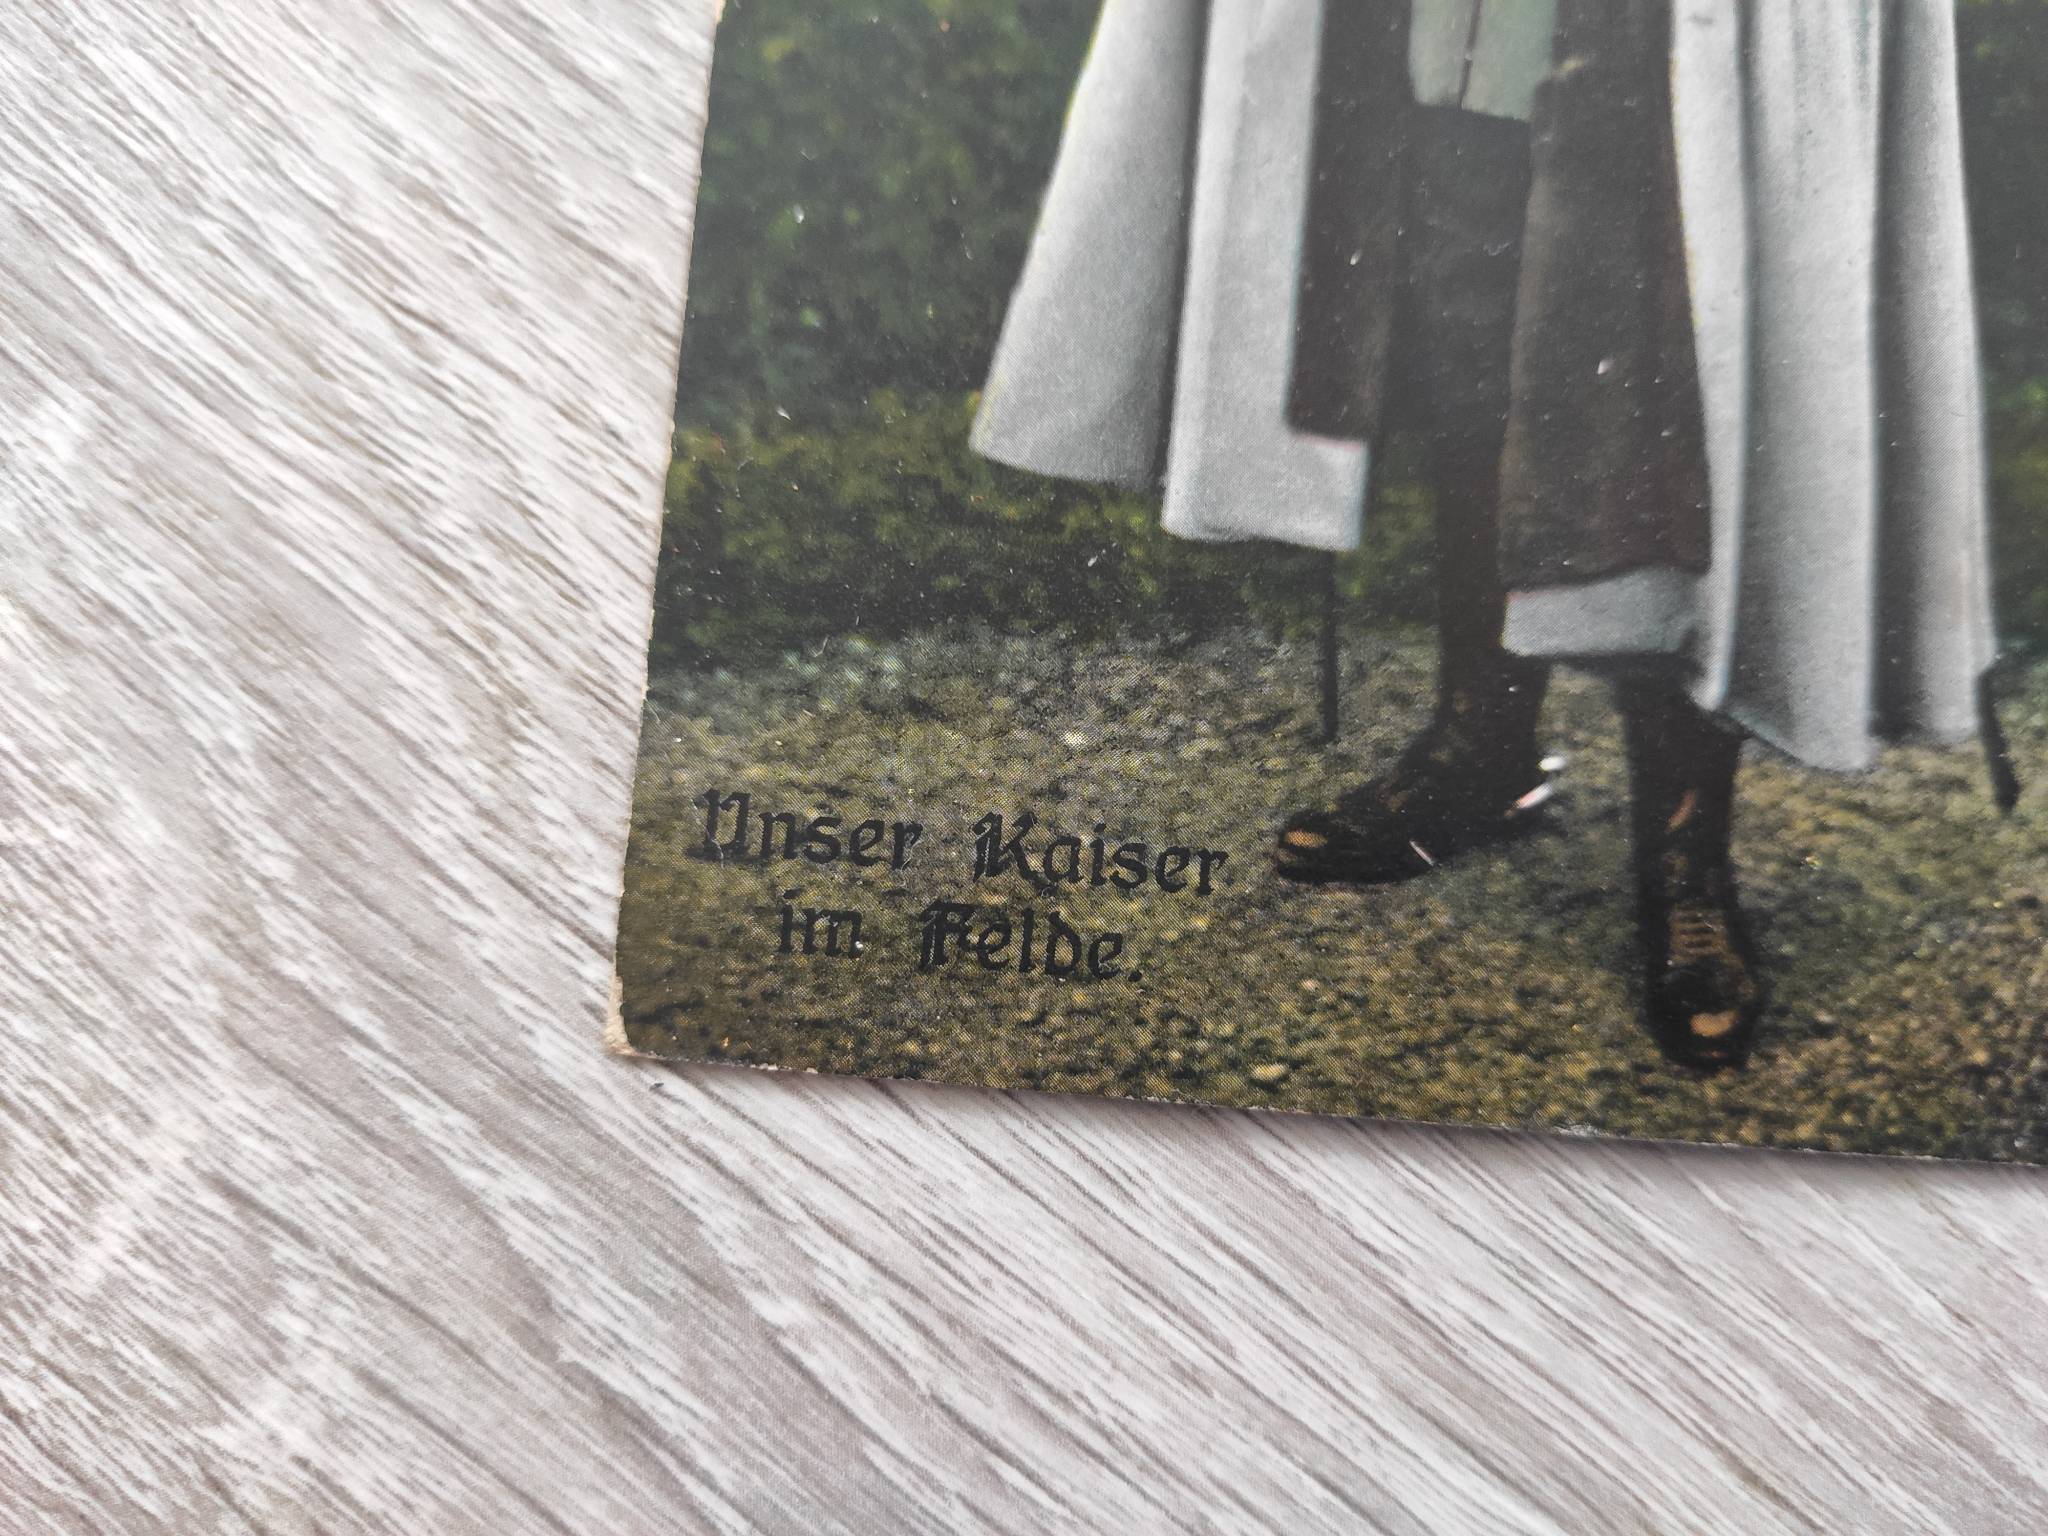 Unser Kaiser
im Felde.